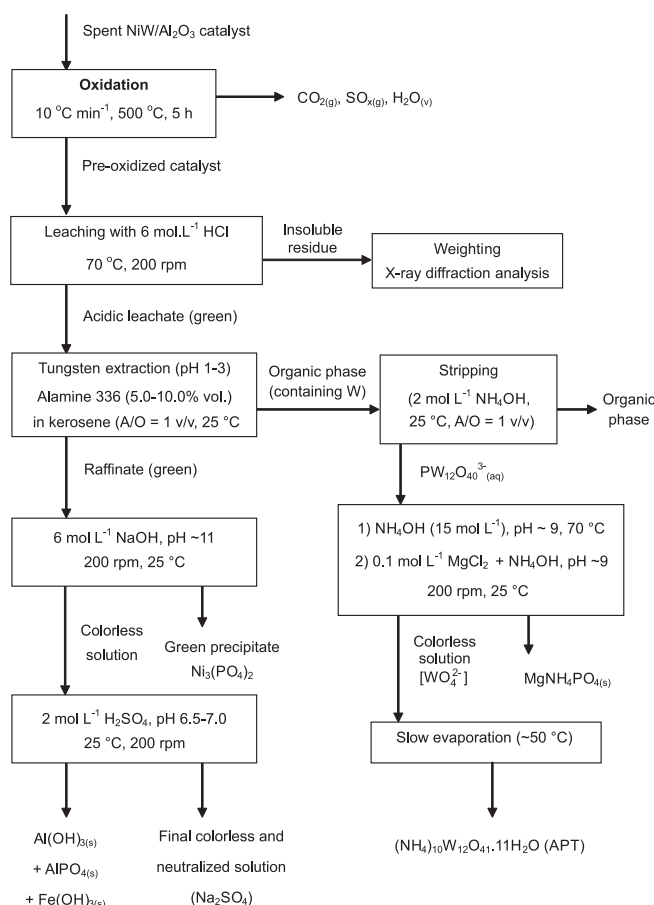 Spent NiW/Al2O3 catalyst
Oxidation
10 °C min-1, 500 °C, 5 h
CO2(g), SOx(g), H2O(v)
Pre-oxidized catalyst
Leaching with 6 mol.L-1 HCl
70 °C, 200 rpm
Insoluble
residue
Weighting
X-ray diffraction analysis
Acidic leachate (green)
Tungsten extraction (pH 1-3)
Alamine 336 (5.0-10.0% vol.)
in kerosene (A/O = 1 v/v, 25 °C
Organic phase
(containing W)
Stripping
(2 mol L-1 NH4OH,
25 °C, A/O = 1 v/v)
Organic
phase
Raffinate (green)
PW12O40 3-(aq)
6 mol L-1 NaOH, pH ~11
200 rpm, 25 °C
1) NH4OH (15 mol L-1), pH ~ 9, 70 °C
2) 0.1 mol L-1 MgCl2 + NH4OH, pH ~9
200 rpm, 25 °C
Colorless
solution
Green precipitate
Ni3(PO4)2
Colorless
solution
[WO4 2-]
MgNH4PO4(s)
2 mol L-1 H2SO4, pH 6.5-7.0
25 °C, 200 rpm
Slow evaporation (~50 °C)
Al(OH)3(s)
+ AlPO4(s)
+ Fe(OH)3(s)
Final colorless and
neutralized solution
(Na2SO4)
(NH4)10W12O41.11H2O (APT)